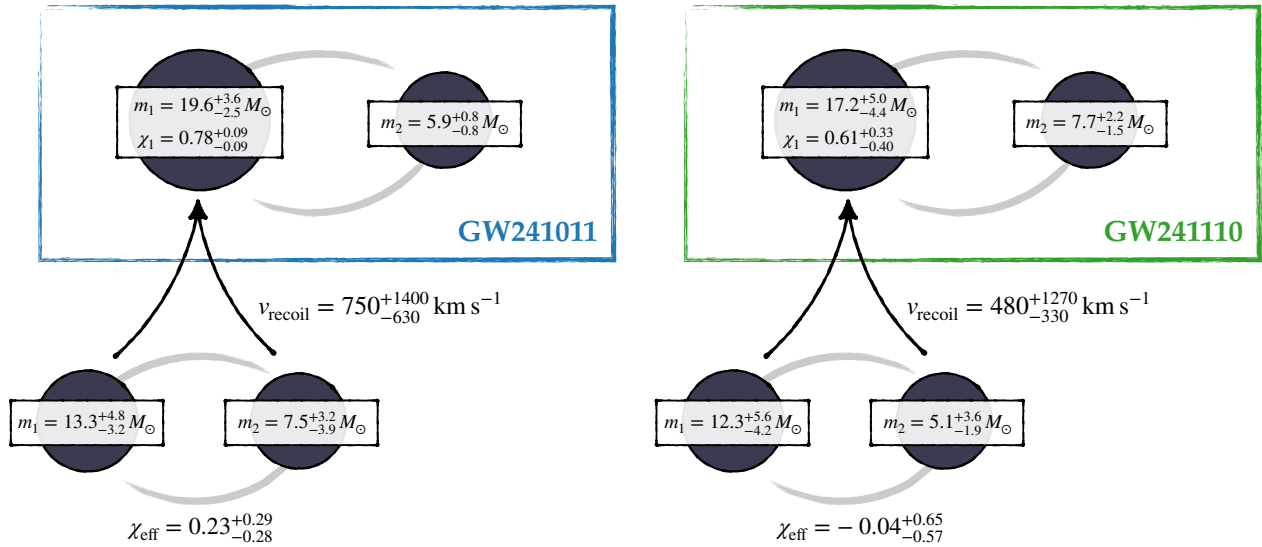 m₁ = 19.6⁺³·⁶₋₂.₅ M⊙
χ₁ = 0.78⁺⁰·⁰⁹₋₀.₀₉
m₂ = 5.9⁺⁰·⁸₋₀.₈ M⊙
GW241011
m₁ = 17.2⁺⁵·⁰₋₄.₄ M⊙
χ₁ = 0.61⁺⁰·³³₋₀.₄₀
m₂ = 7.7⁺²·²₋₁.₅ M⊙
GW241110
v_recoil = 750⁺¹⁴⁰⁰₋₆₃₀ km s⁻¹
m₁ = 13.3⁺⁴·⁸₋₃.₂ M⊙
m₂ = 7.5⁺³·²₋₃.₉ M⊙
χ_eff = 0.23⁺⁰·²⁹₋₀.₂₈
v_recoil = 480⁺¹²⁷⁰₋₃₃₀ km s⁻¹
m₁ = 12.3⁺⁵·⁶₋₄.₂ M⊙
m₂ = 5.1⁺³·⁶₋₁.₉ M⊙
χ_eff = − 0.04⁺⁰·⁶⁵₋₀.₅₇